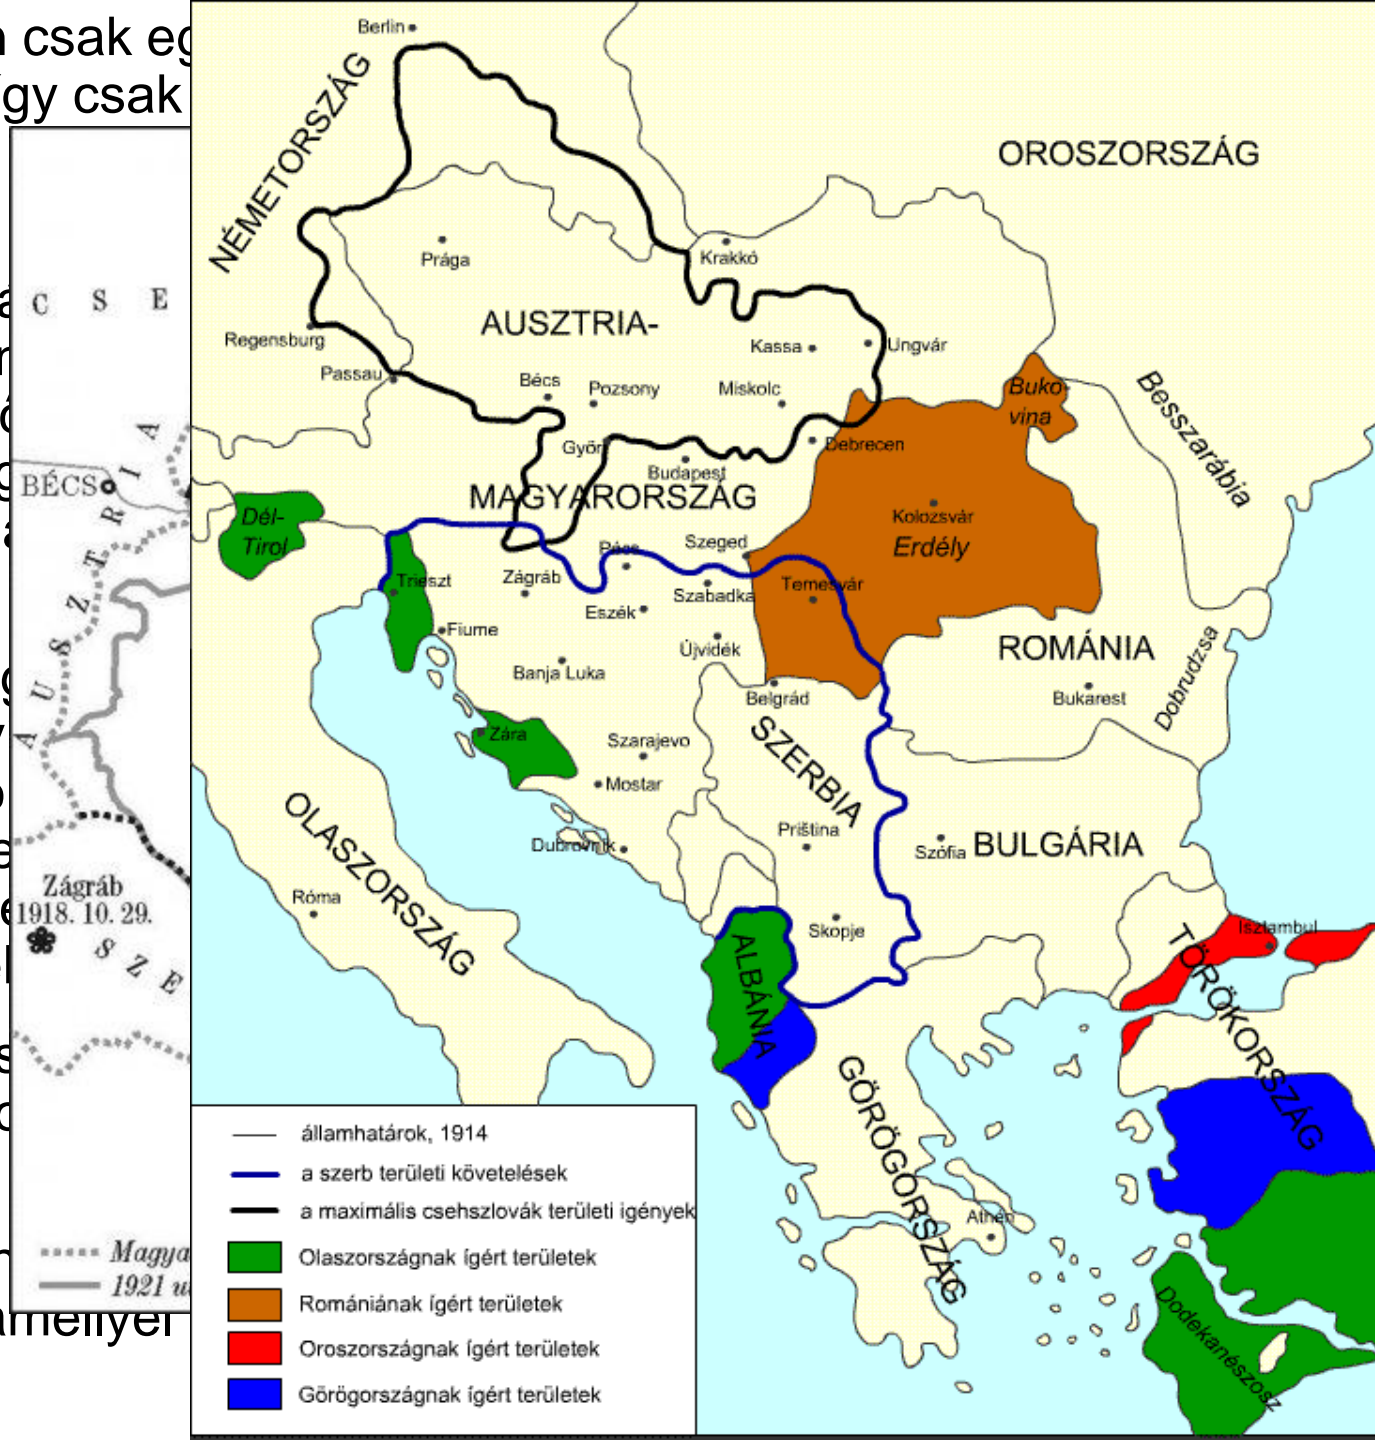 csak eg
gy csak
C S E
BÉCS
A U S Z T R I A
Zágráb
1918. 10. 29.
S Z E
Magya
1921 u
amellyel
Berlin
NÉMETORSZÁG
OROSZORSZÁG
Prága
Krakkó
AUSZTRIA-
Regensburg
Kassa
Ungvár
Passau
Bécs
Pozsony
Miskolc
Buko-
vina
Besszarábia
Győr
Debrecen
Budapest
MAGYARORSZÁG
Dél-
Tirol
Kolozsvár
Erdély
Pécs
Szeged
Trieszt
Zágráb
Temesvár
Szabadka
Eszék
Fiume
Újvidék
ROMÁNIA
Banja Luka
Belgrád
Bukarest
Dobrudzsa
Zára
Szarajevo
SZERBIA
Mostar
OLASZORSZÁG
Priština
Dubrovnik
Szófia
BULGÁRIA
Róma
Skopje
Isztambul
ALBÁNIA
TÖRÖKORSZÁG
GÖRÖGORSZÁG
Athén
Dodekanészosz
államhatárok, 1914
a szerb területi követelések
a maximális csehszlovák területi igények
Olaszországnak ígért területek
Romániának ígért területek
Oroszországnak ígért területek
Görögországnak ígért területek